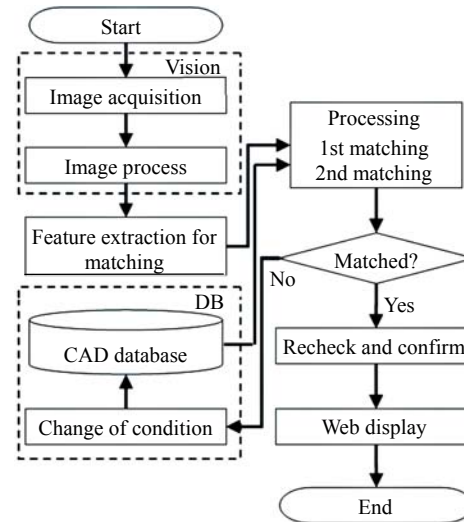 Start
Vision
Image acquisition
Image process
Feature extraction for
matching
DB
CAD database
Change of condition
Processing
1st matching
2nd matching
Matched?
No
Yes
Recheck and confirm
Web display
End